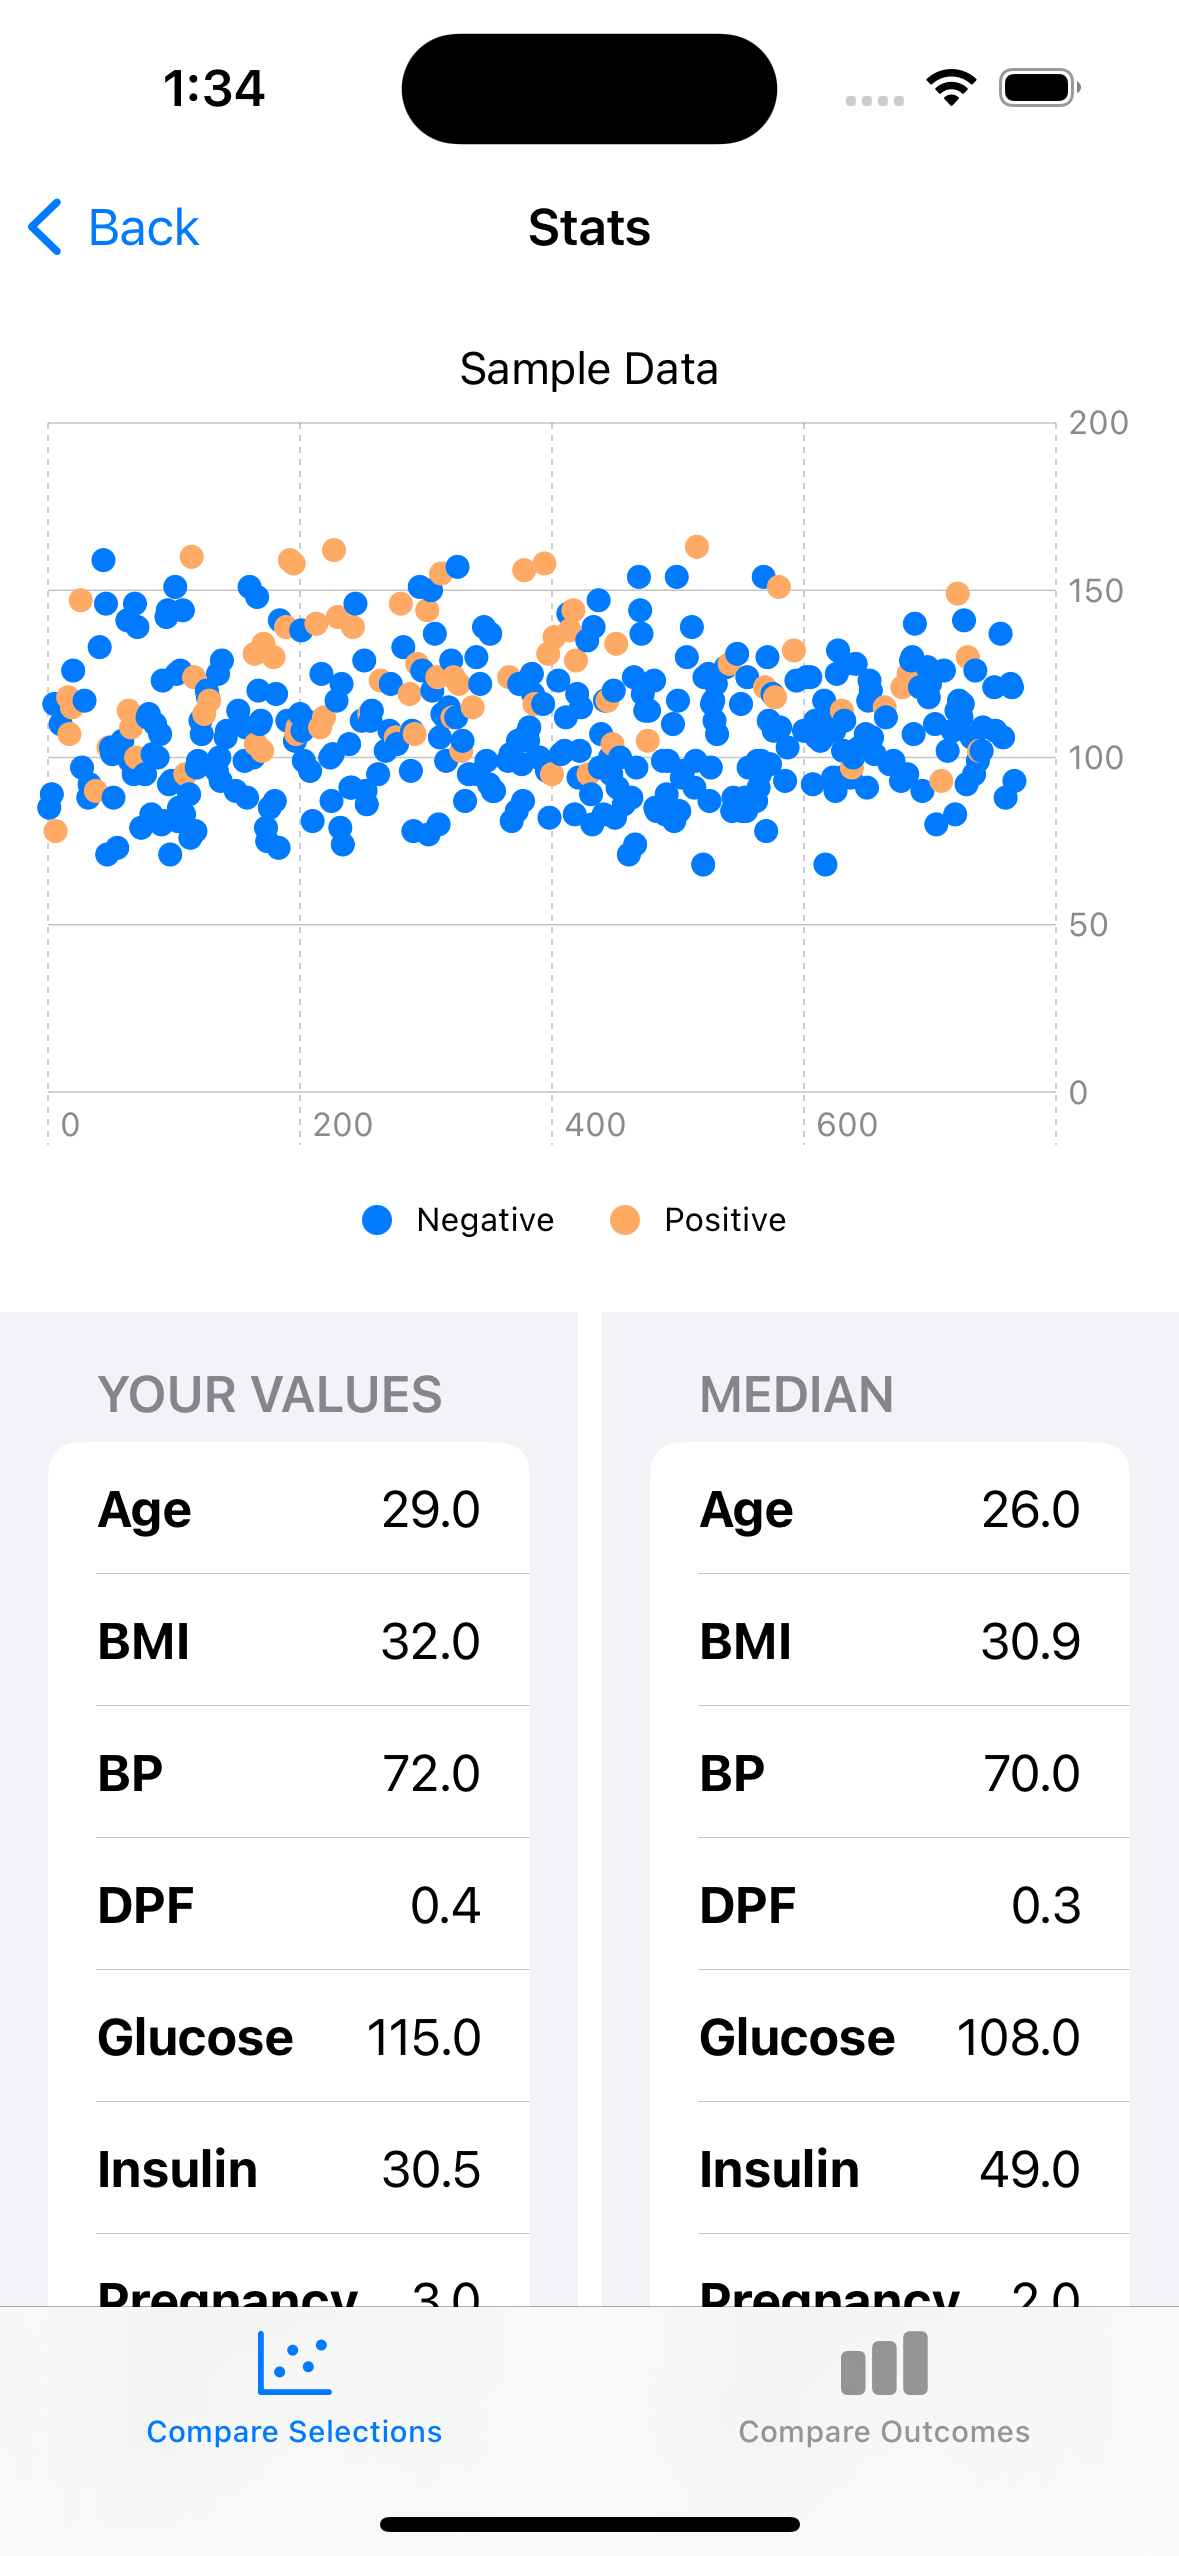 1:34
Back
Stats
Sample Data
200
150
100
50
0
0 200 400 600
Negative Positive
YOUR VALUES
Age 29.0
BMI 32.0
BP 72.0
DPF 0.4
Glucose 115.0
Insulin 30.5
Pregnancy 3.0
MEDIAN
Age 26.0
BMI 30.9
BP 70.0
DPF 0.3
Glucose 108.0
Insulin 49.0
Pregnancy 2.0
Compare Selections
Compare Outcomes